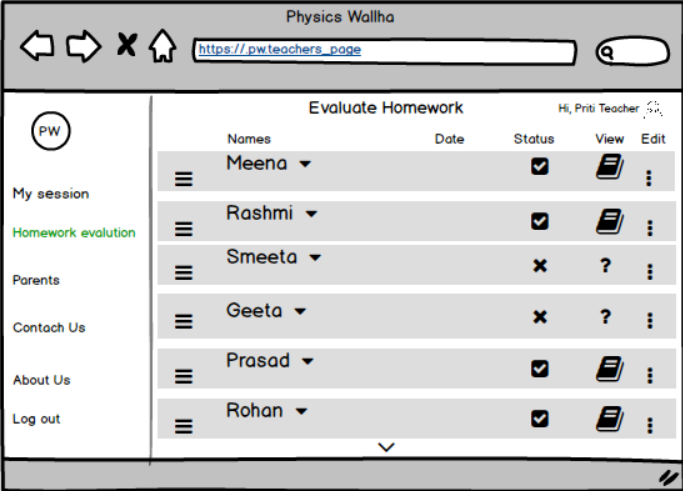 Physics Wallha
https://.pw.teachers_page
Evaluate Homework
Hi, Priti Teacher
PW
Names Date Status View Edit
Meena
My session
Rashmi
Homework evalution
Smeeta ?
Parents
Geeta ?
Contach Us
Prasad
About Us
Rohan
Log out